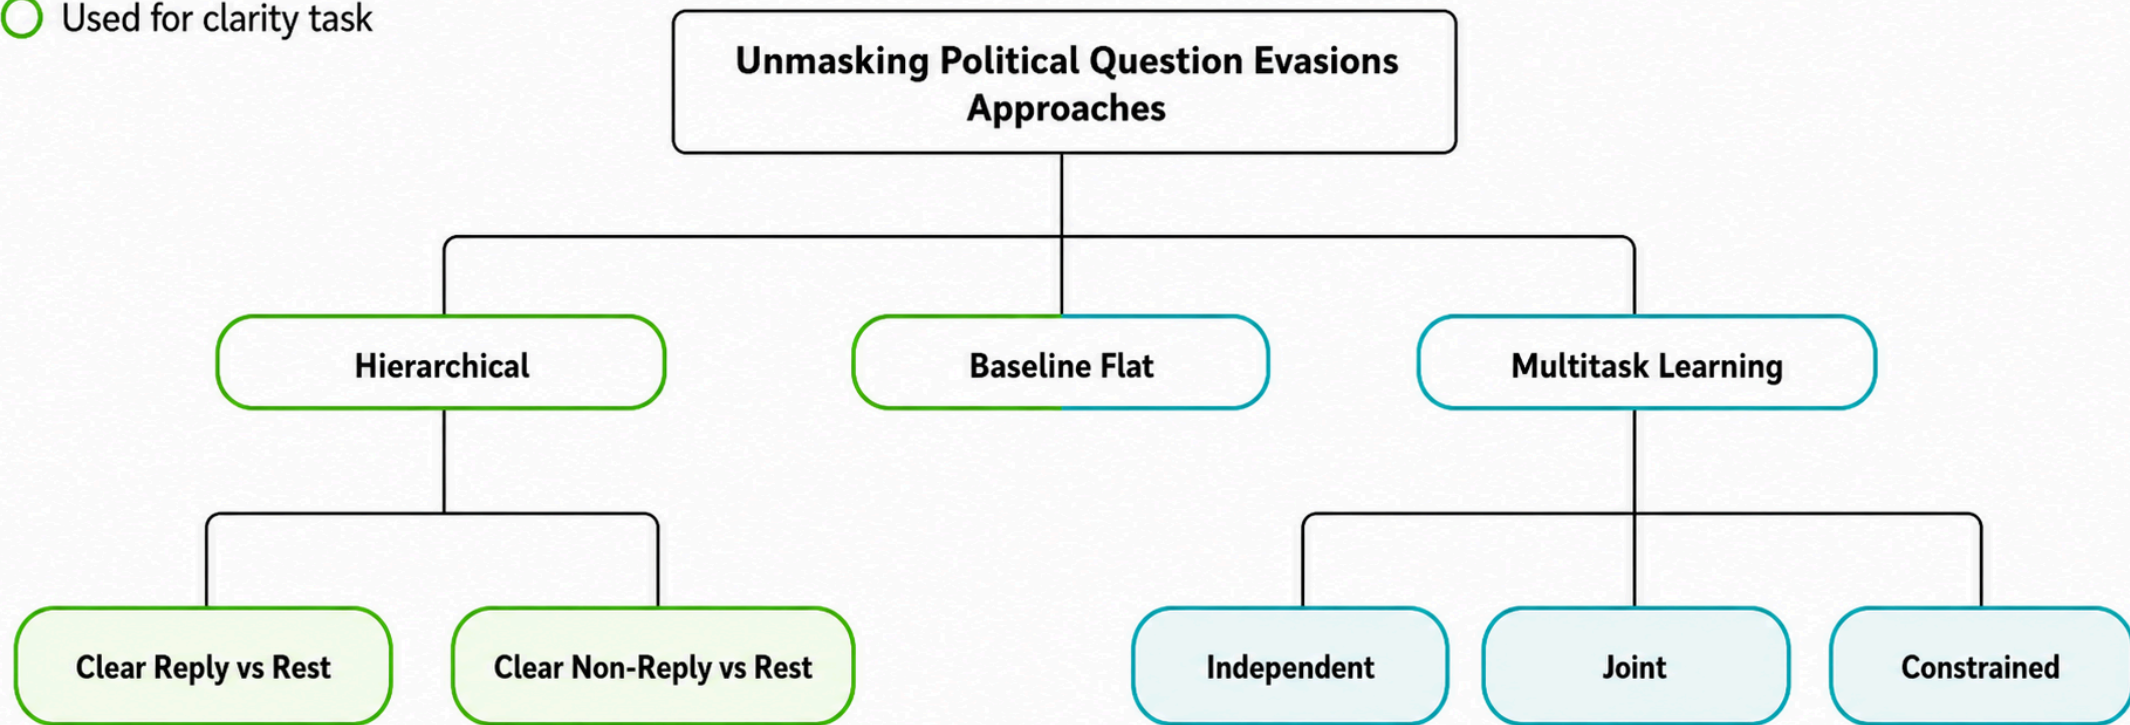 Used for clarity task
Unmasking Political Question Evasions
Approaches
Hierarchical
Baseline Flat
Multitask Learning
Clear Reply vs Rest
Clear Non-Reply vs Rest
Independent
Joint
Constrained